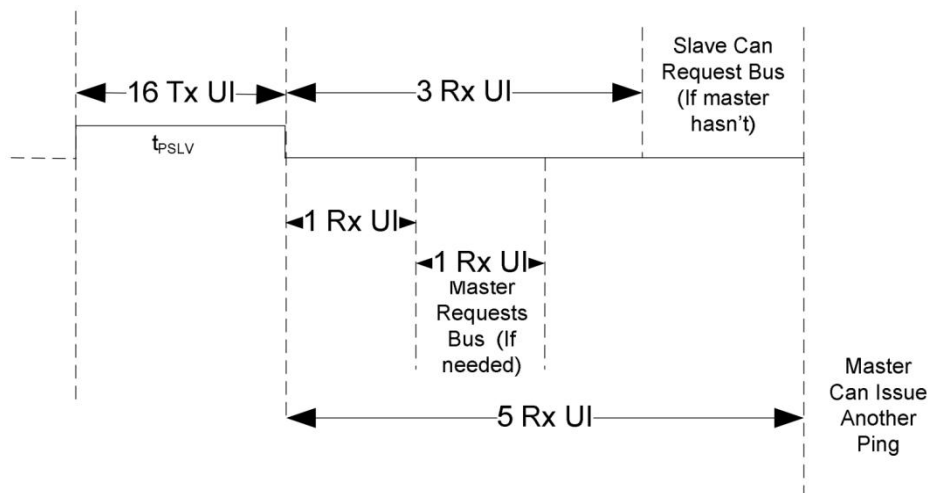 Slave Can
Request Bus
(If master
hasn't)
16 Tx UI
3 Rx UI
tPSLV
1 Rx UI
1 Rx UI
Master
Requests
Bus (If
needed)
5 Rx UI
Master
Can Issue
Another
Ping